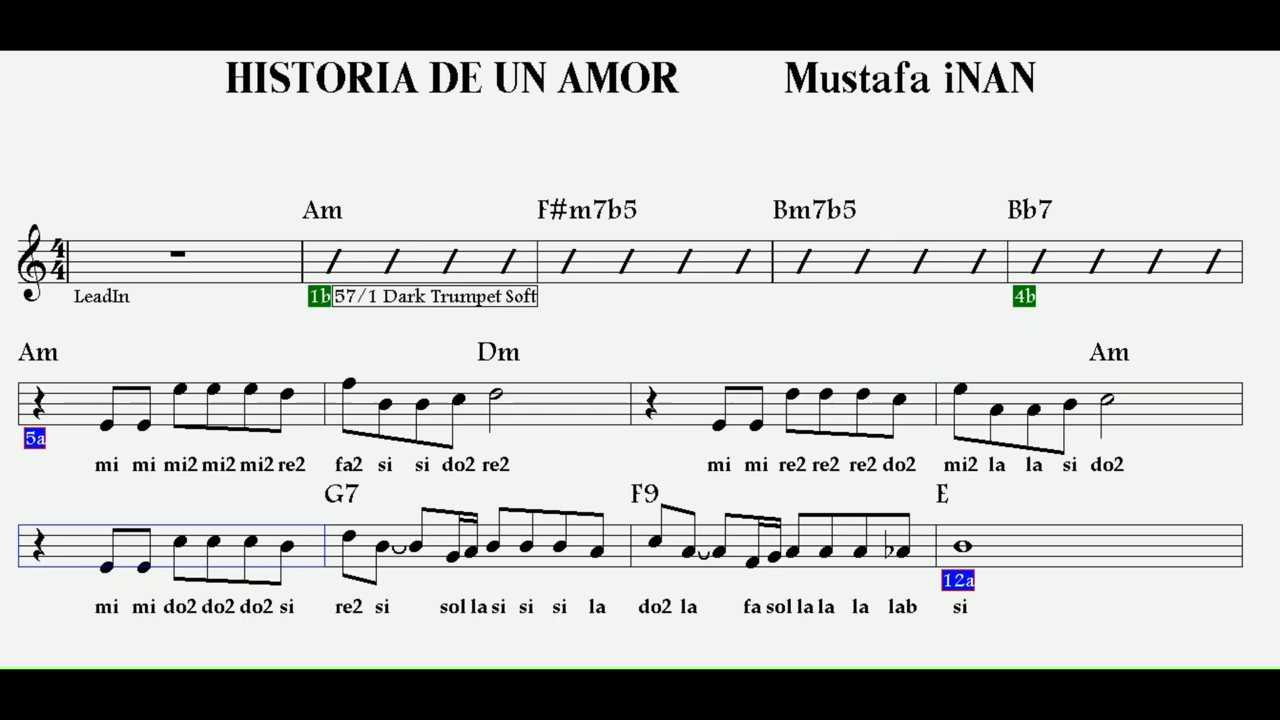 HISTORIA DE UN AMOR Mustafa iNAN
Am F#m7b5 Bm7b5 Bb7
4 4
LeadIn 1b 57/1 Dark Trumpet Soft 4b
Am Dm Am
5a
mi mi mi2 mi2 mi2 re2 fa2 si si do2 re2 mi mi re2 re2 re2 do2 mi2 la la si do2
G7 F9 E
12a
mi mi do2 do2 do2 si re2 si sol la si si si la do2 la fa sol la la la lab si